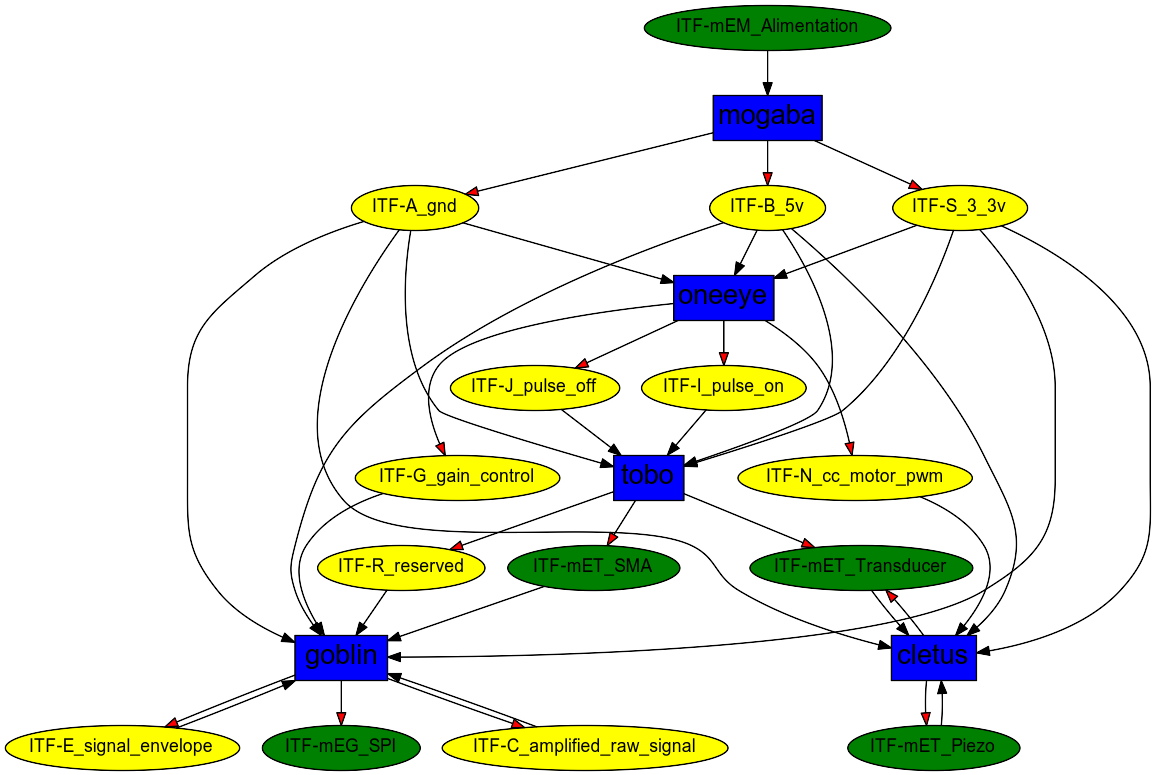 ITF-mEM_Alimentation
mogaba
ITF-A_gnd
ITF-B_5v
ITF-S_3_3v
oneeye
ITF-J_pulse_off
ITF-I_pulse_on
ITF-G_gain_control
tobo
ITF-N_cc_motor_pwm
ITF-R_reserved
ITF-mET_SMA
ITF-mET_Transducer
goblin
cletus
ITF-E_signal_envelope
ITF-mEG_SPI
ITF-C_amplified_raw_signal
ITF-mET_Piezo